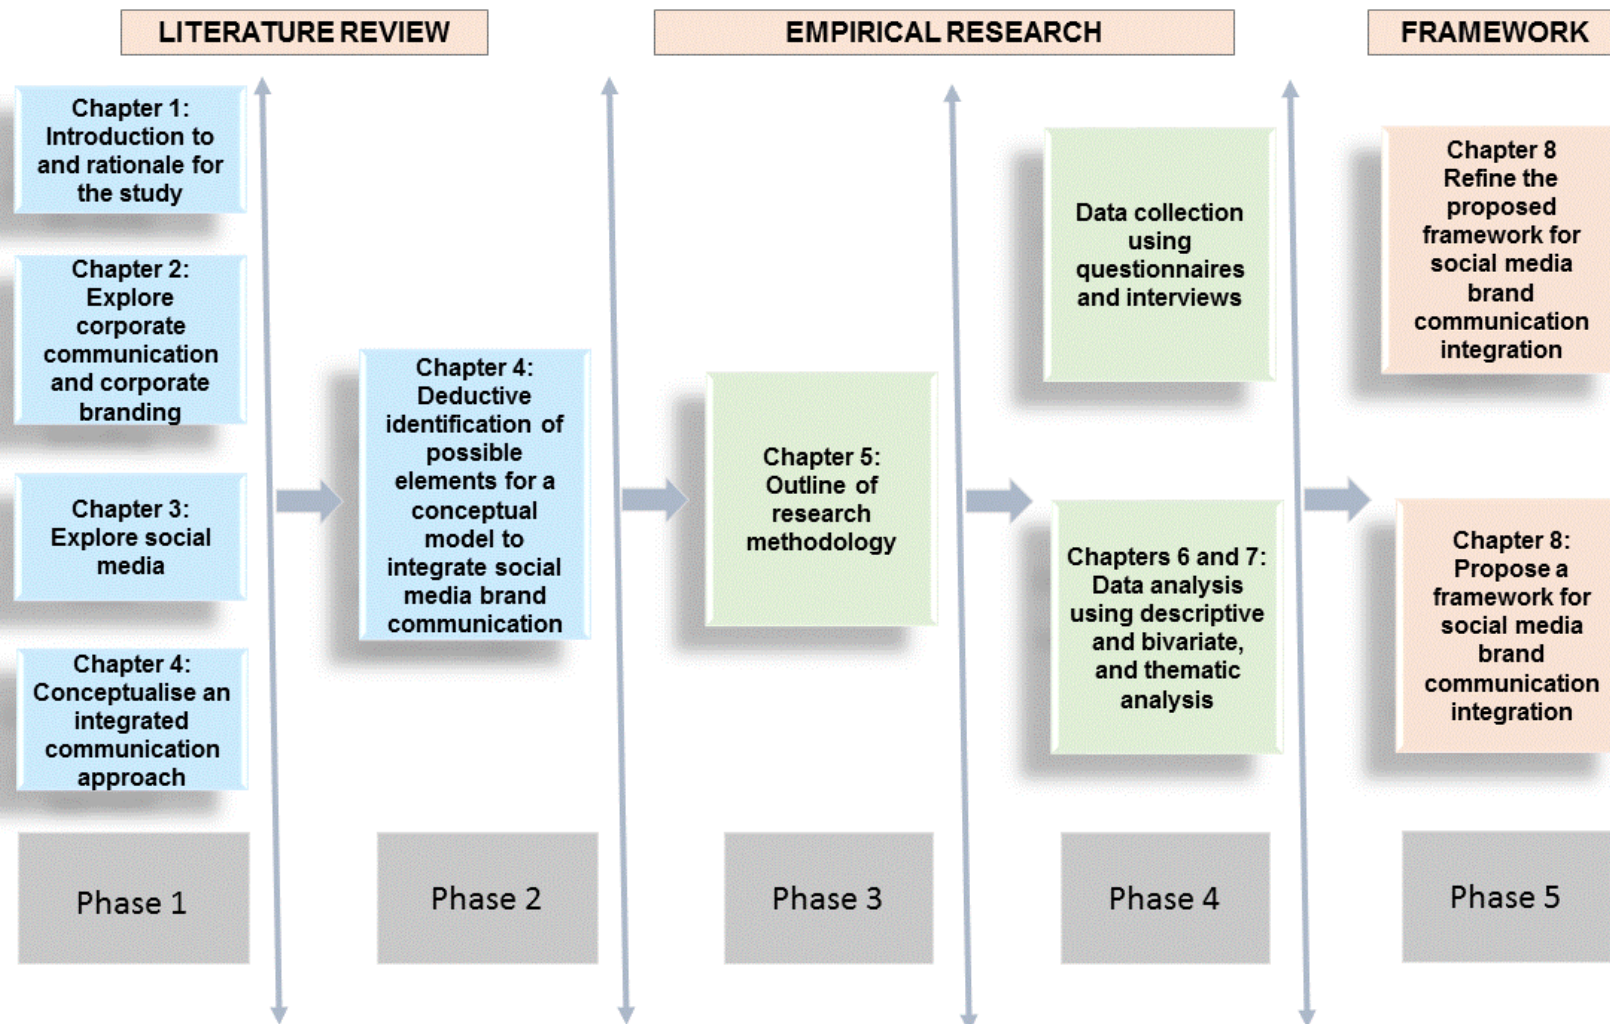 LITERATURE REVIEW
EMPIRICAL RESEARCH
FRAMEWORK
Chapter 1:
Introduction to
and rationale for
the study
Chapter 2:
Explore
corporate
communication
and corporate
branding
Chapter 3:
Explore social
media
Chapter 4:
Conceptualise an
integrated
communication
approach
Chapter 4:
Deductive
identification of
possible
elements for a
conceptual
model to
integrate social
media brand
communication
Chapter 5:
Outline of
research
methodology
Data collection
using
questionnaires
and interviews
Chapters 6 and 7:
Data analysis
using descriptive
and bivariate,
and thematic
analysis
Chapter 8
Refine the
proposed
framework for
social media
brand
communication
integration
Chapter 8:
Propose a
framework for
social media
brand
communication
integration
Phase 1
Phase 2
Phase 3
Phase 4
Phase 5